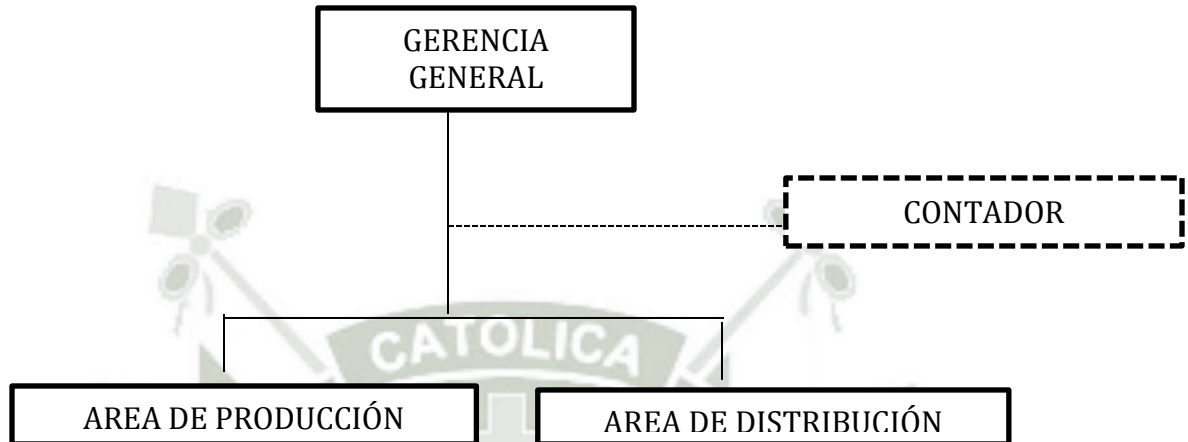 GERENCIA
GENERAL
CONTADOR
CATOLICA
AREA DE PRODUCCIÓN
AREA DE DISTRIBUCIÓN